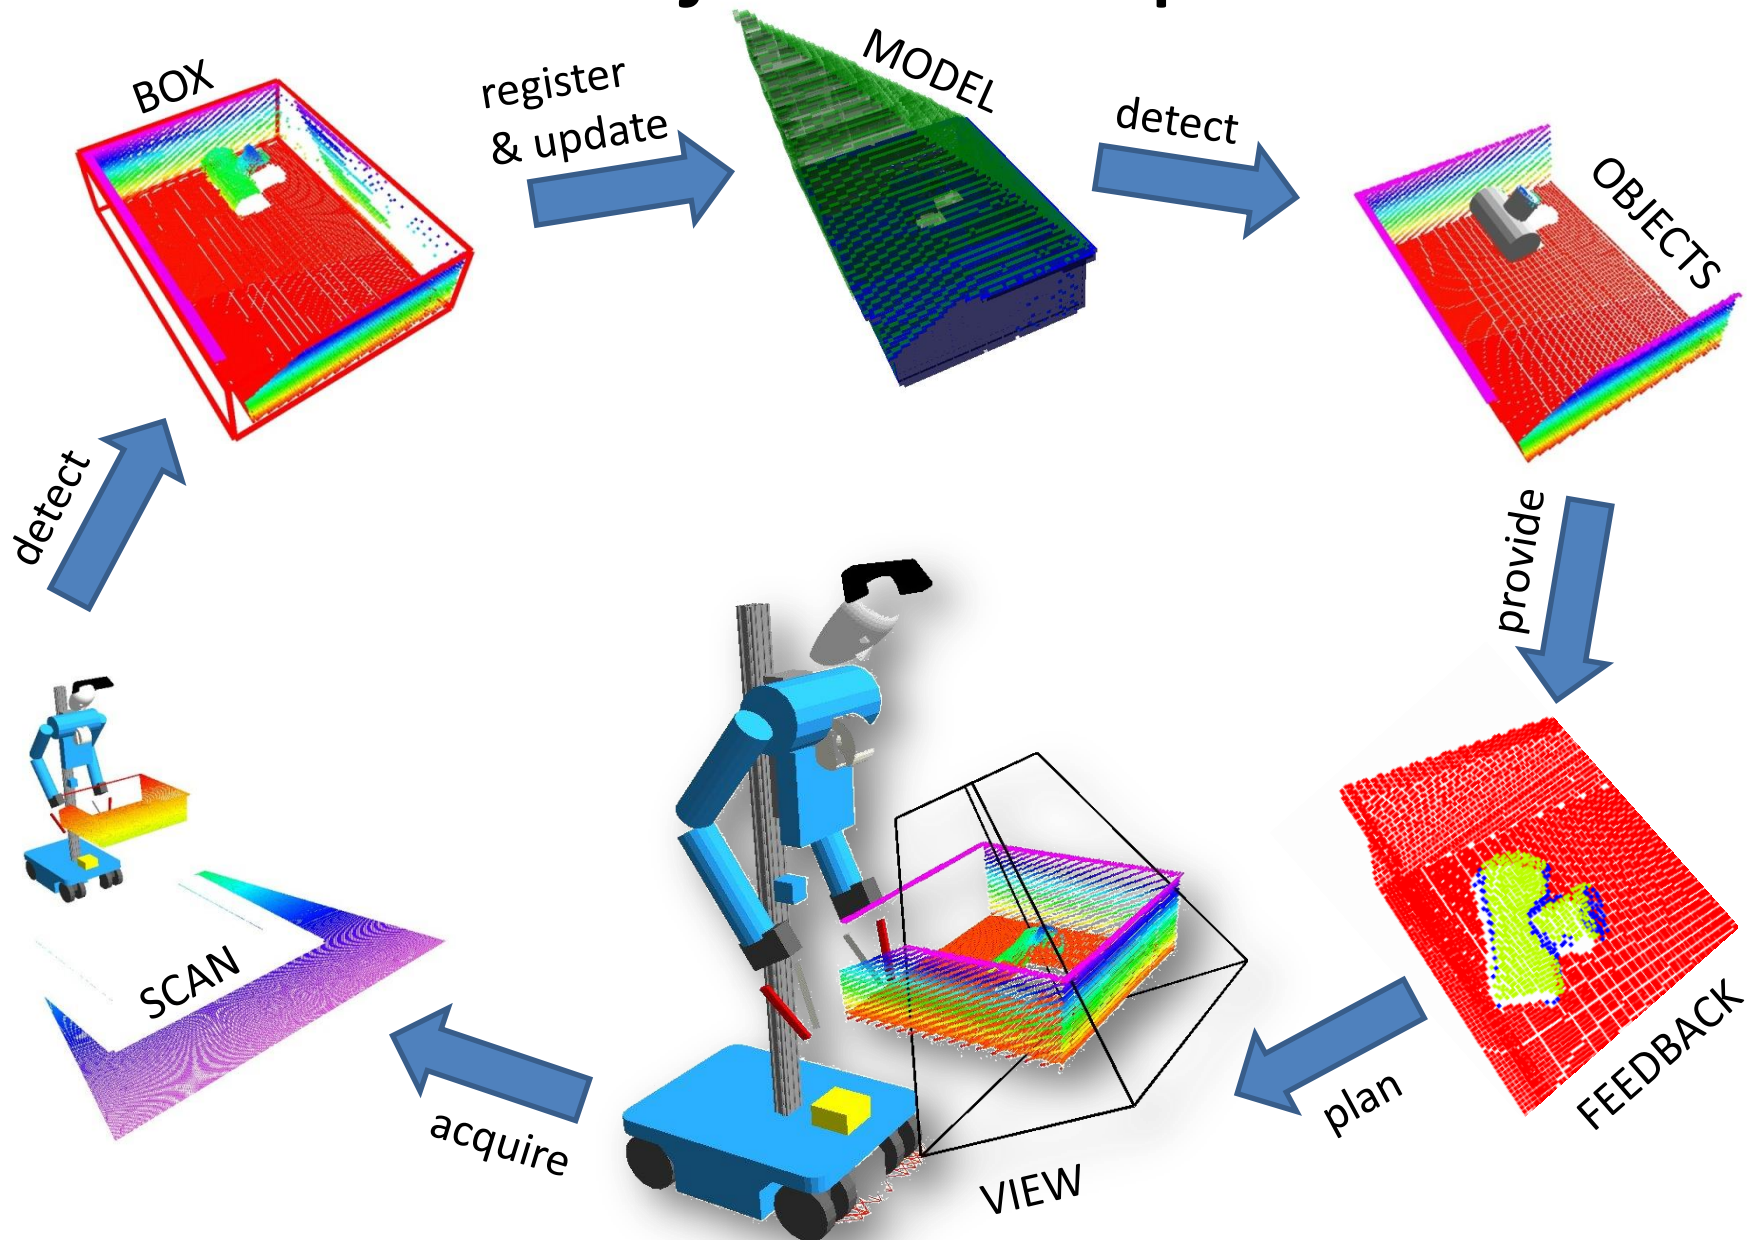 BOX
register
& update
MODEL
detect
OBJECTS
provide
FEEDBACK
plan
VIEW
acquire
SCAN
detect